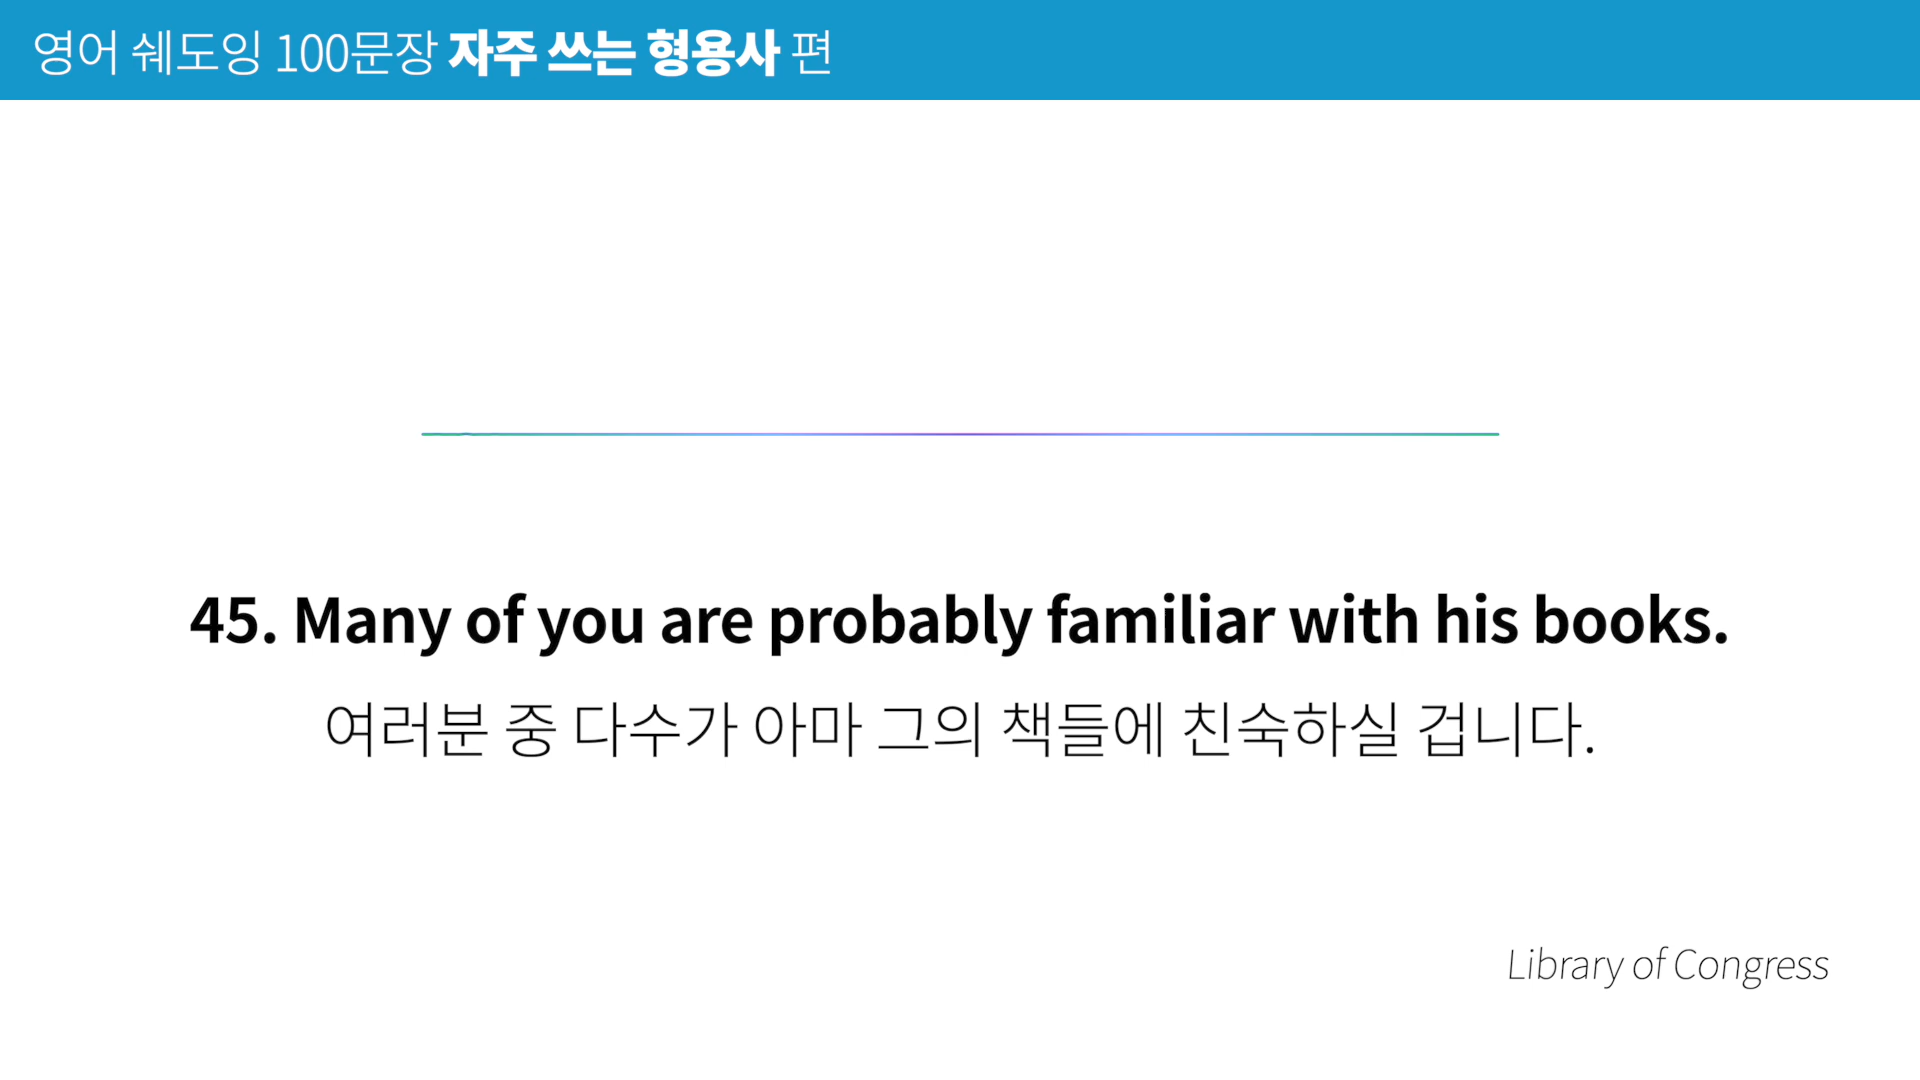 영어 쉐도잉 100문장 자주 쓰는 형용사 편
45. Many of you are probably familiar with his books.
여러분 중 다수가 아마 그의 책들에 친숙하실 겁니다.
Library of Congress